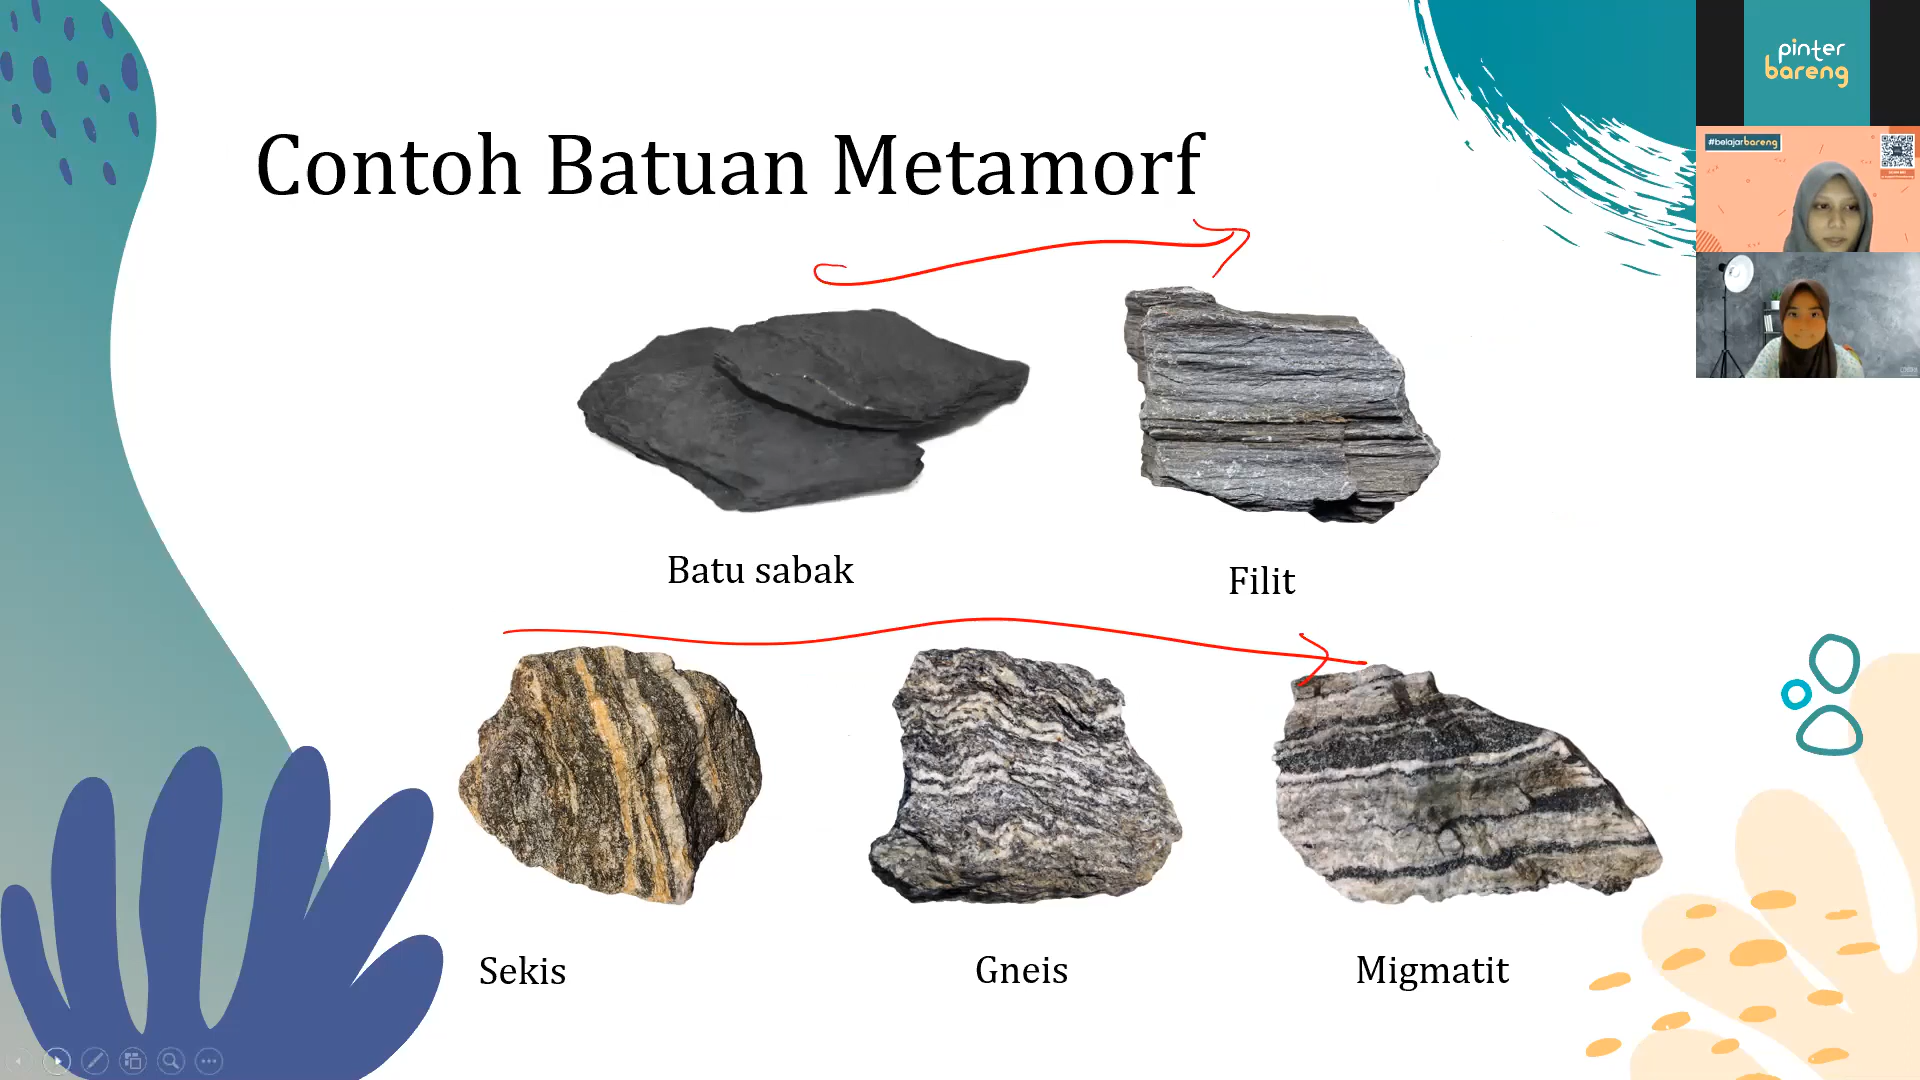 Contoh Batuan Metamorf
Batu sabak
Filit
Sekis
Gneis
Migmatit
pinter
bareng
#belajarbareng